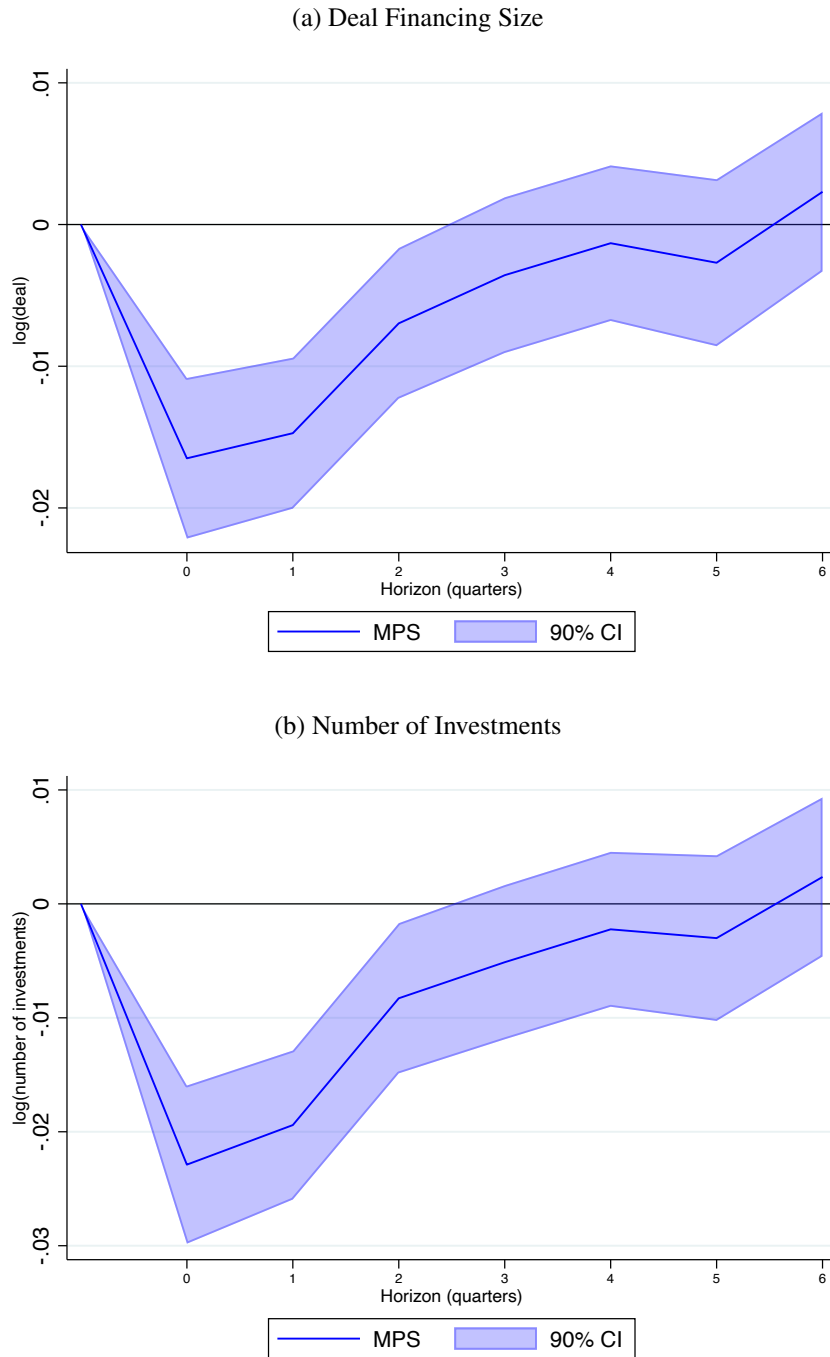 (a) Deal Financing Size
.01
0
-.01
-.02
log(deal)
0 1 2 3 4 5 6
Horizon (quarters)
MPS 90% CI
(b) Number of Investments
.01
0
-.01
-.02
-.03
log(number of investments)
0 1 2 3 4 5 6
Horizon (quarters)
MPS 90% CI